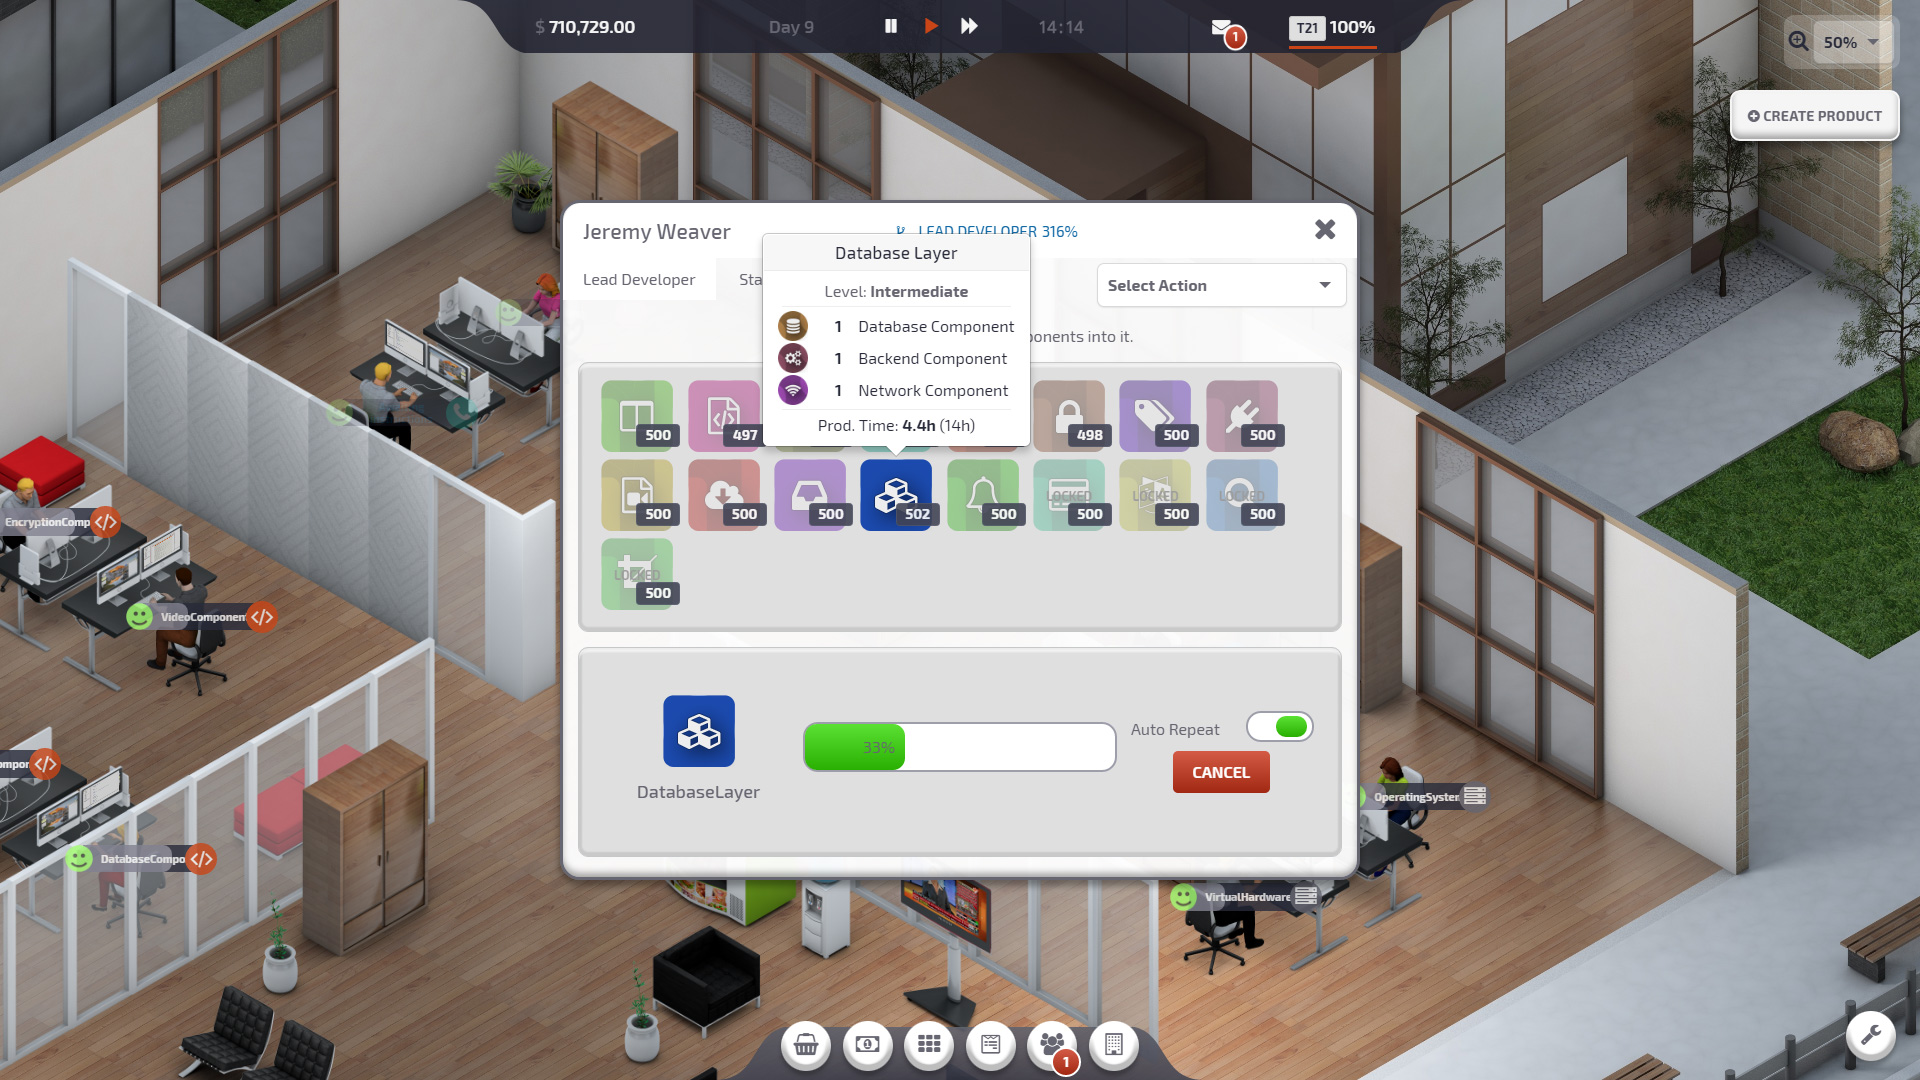 $ 710,729.00
Day 9
14:14
1
T21 100%
50%
CREATE PRODUCT
Jeremy Weaver
LEAD DEVELOPER 316%
Lead Developer
Sta
Select Action
Database Layer
Level: Intermediate
1 Database Component
1 Backend Component
1 Network Component
Prod. Time: 4.4h (14h)
ponents into it.
500
497
498
500
500
500
500
500
502
500
LOCKED
500
LOCKED
500
LOCKED
500
LOCKED
500
33%
Auto Repeat
CANCEL
DatabaseLayer
EncryptionComp
VideoComponen
ompor
DatabaseCompo
OperatingSyster
VirtualHardware
1